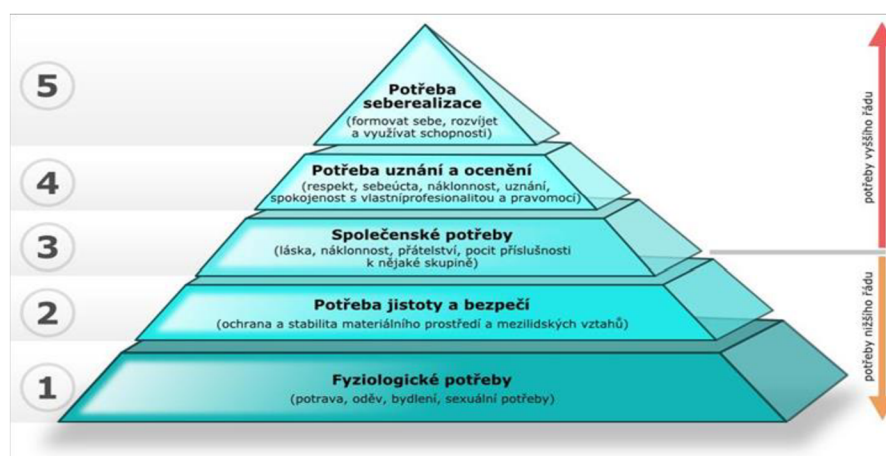 5
Potřeba
seberealizace
(formovat sebe, rozvíjet
a využívat schopnosti)
4
Potřeba uznání a ocenění
(respekt, sebeúcta, náklonnost, uznání,
spokojenost s vlastníprofesionalitou a pravomocí)
3
Společenské potřeby
(láska, náklonnost, přátelství, pocit příslušnosti
k nějaké skupině)
2
Potřeba jistoty a bezpečí
(ochrana a stabilita materiálního prostředí a mezilidských vztahů)
1
Fyziologické potřeby
(potrava, oděv, bydlení, sexuální potřeby)
potřeby vyššího řádu
potřeby nižšího řádu